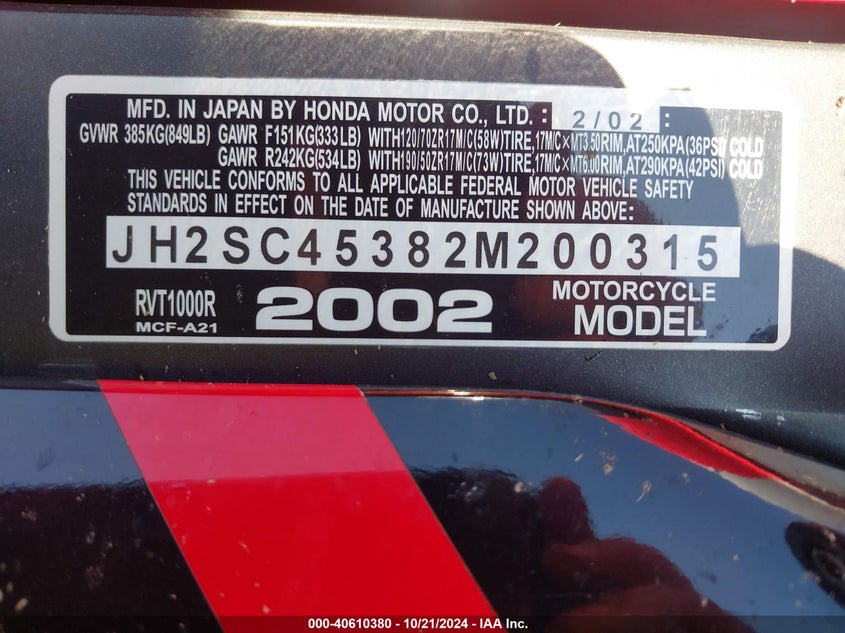 MFD. IN JAPAN BY HONDA MOTOR CO., LTD.: 2/02 :
GVWR 385KG(849LB) GAWR F151KG(333LB) WITH120/70ZR17M/C(58W)TIRE,17M/C×MT3.50RIM,AT250KPA(36PSI) COLD
GAWR R242KG(534LB) WITH190/50ZR17M/C(73W)TIRE,17M/C×MT6.00RIM,AT290KPA(42PSI) COLD
THIS VEHICLE CONFORMS TO ALL APPLICABLE FEDERAL MOTOR VEHICLE SAFETY
STANDARDS IN EFFECT ON THE DATE OF MANUFACTURE SHOWN ABOVE:
JH2SC45382M200315
RVT1000R 2002 MOTORCYCLE
MCF-A21 MODEL
000-40610380 - 10/21/2024 - IAA Inc.